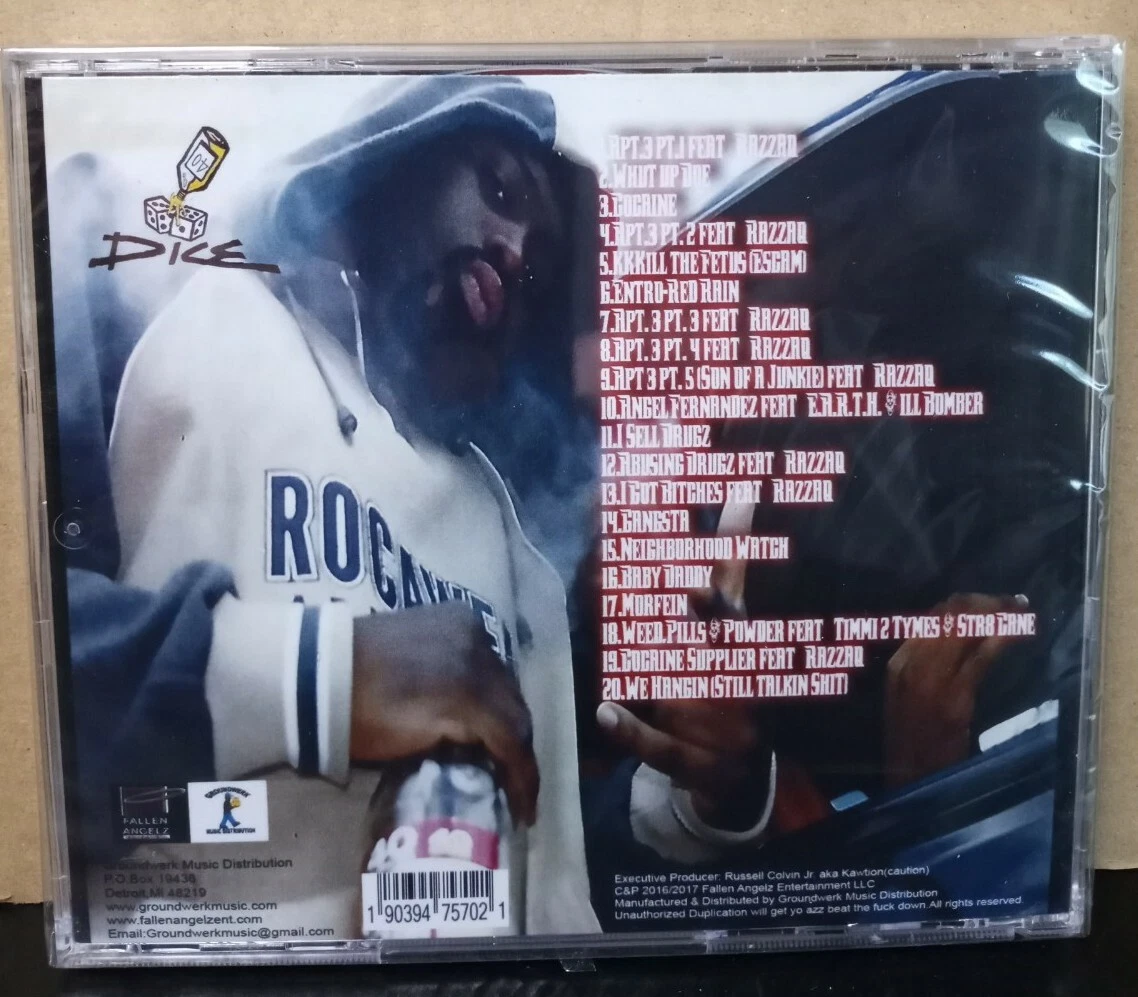 40
DICE
1.APT.3 PT.1 FEAT RAZZAQ
2.WHUT UP DOE
3.COCAINE
4.APT.3 PT. 2 FEAT RAZZAQ
5.KKKILL THE FETUS (ESGAM)
6.ENTRO-RED RAIN
7.APT. 3 PT. 3 FEAT RAZZAQ
8.APT. 3 PT. 4 FEAT RAZZAQ
9.APT 3 PT. 5 (SON OF A JUNKIE) FEAT RAZZAQ
10.ANGEL FERNANDEZ FEAT E.A.R.T.H. & ILL BOMBER
11.I SELL DRUGZ
12.ABUSING DRUGZ FEAT RAZZAQ
13.I GOT BITCHES FEAT RAZZAQ
14.GANGSTA
15.NEIGHBORHOOD WATCH
16.BABY DADDY
17.MORFEIN
18.WEED, PILLS & POWDER FEAT TIMMI 2 TYMES & STR8 CANE
19.COCAINE SUPPLIER FEAT RAZZAQ
20.WE HANGIN (STILL TALKIN SHIT)
ROCAWE
FALLEN
ANGELZ
GROUNDWERK
MUSIC DISTRIBUTION
Groundwerk Music Distribution
P.O.Box 19436
Detroit,MI 48219
www.groundwerkmusic.com
www.fallenangelzent.com
Email:Groundwerkmusic@gmail.com
1 90394 75702 1
Executive Producer: Russell Colvin Jr. aka Kawtion(caution)
C&P 2016/2017 Fallen Angelz Entertainment LLC
Manufactured & Distributed by Groundwerk Music Distribution
Unauthorized Duplication will get yo azz beat the fuck down.All rights reserved.